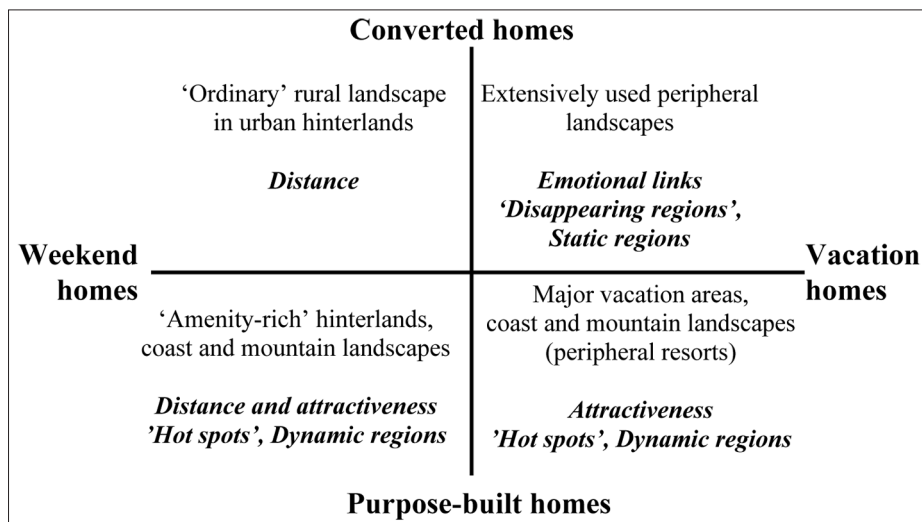 Converted homes
‘Ordinary’ rural landscape
in urban hinterlands
Distance
Extensively used peripheral
landscapes
Emotional links
‘Disappearing regions’,
Static regions
Weekend
homes
Vacation
homes
‘Amenity-rich’ hinterlands,
coast and mountain landscapes
Distance and attractiveness
’Hot spots’, Dynamic regions
Major vacation areas,
coast and mountain landscapes
(peripheral resorts)
Attractiveness
’Hot spots’, Dynamic regions
Purpose-built homes